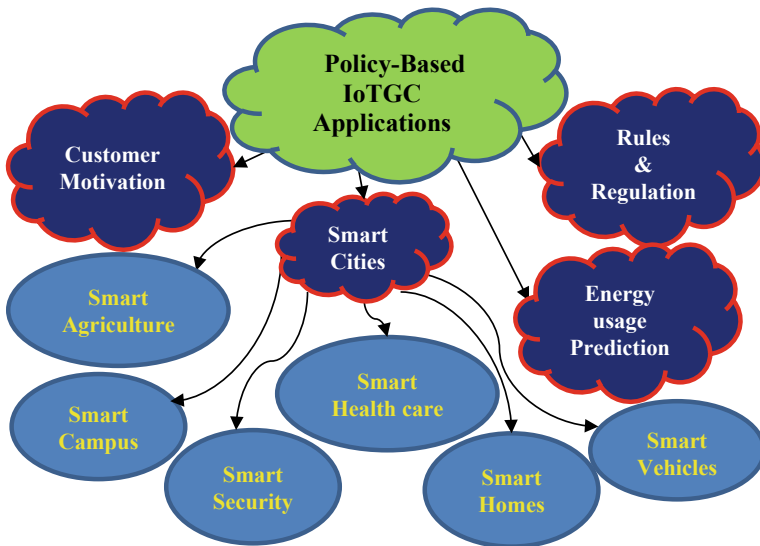 Policy-Based
IoTGC
Applications
Customer
Motivation
Rules
&
Regulation
Smart
Cities
Energy
usage
Prediction
Smart
Agriculture
Smart
Health care
Smart
Campus
Smart
Vehicles
Smart
Security
Smart
Homes